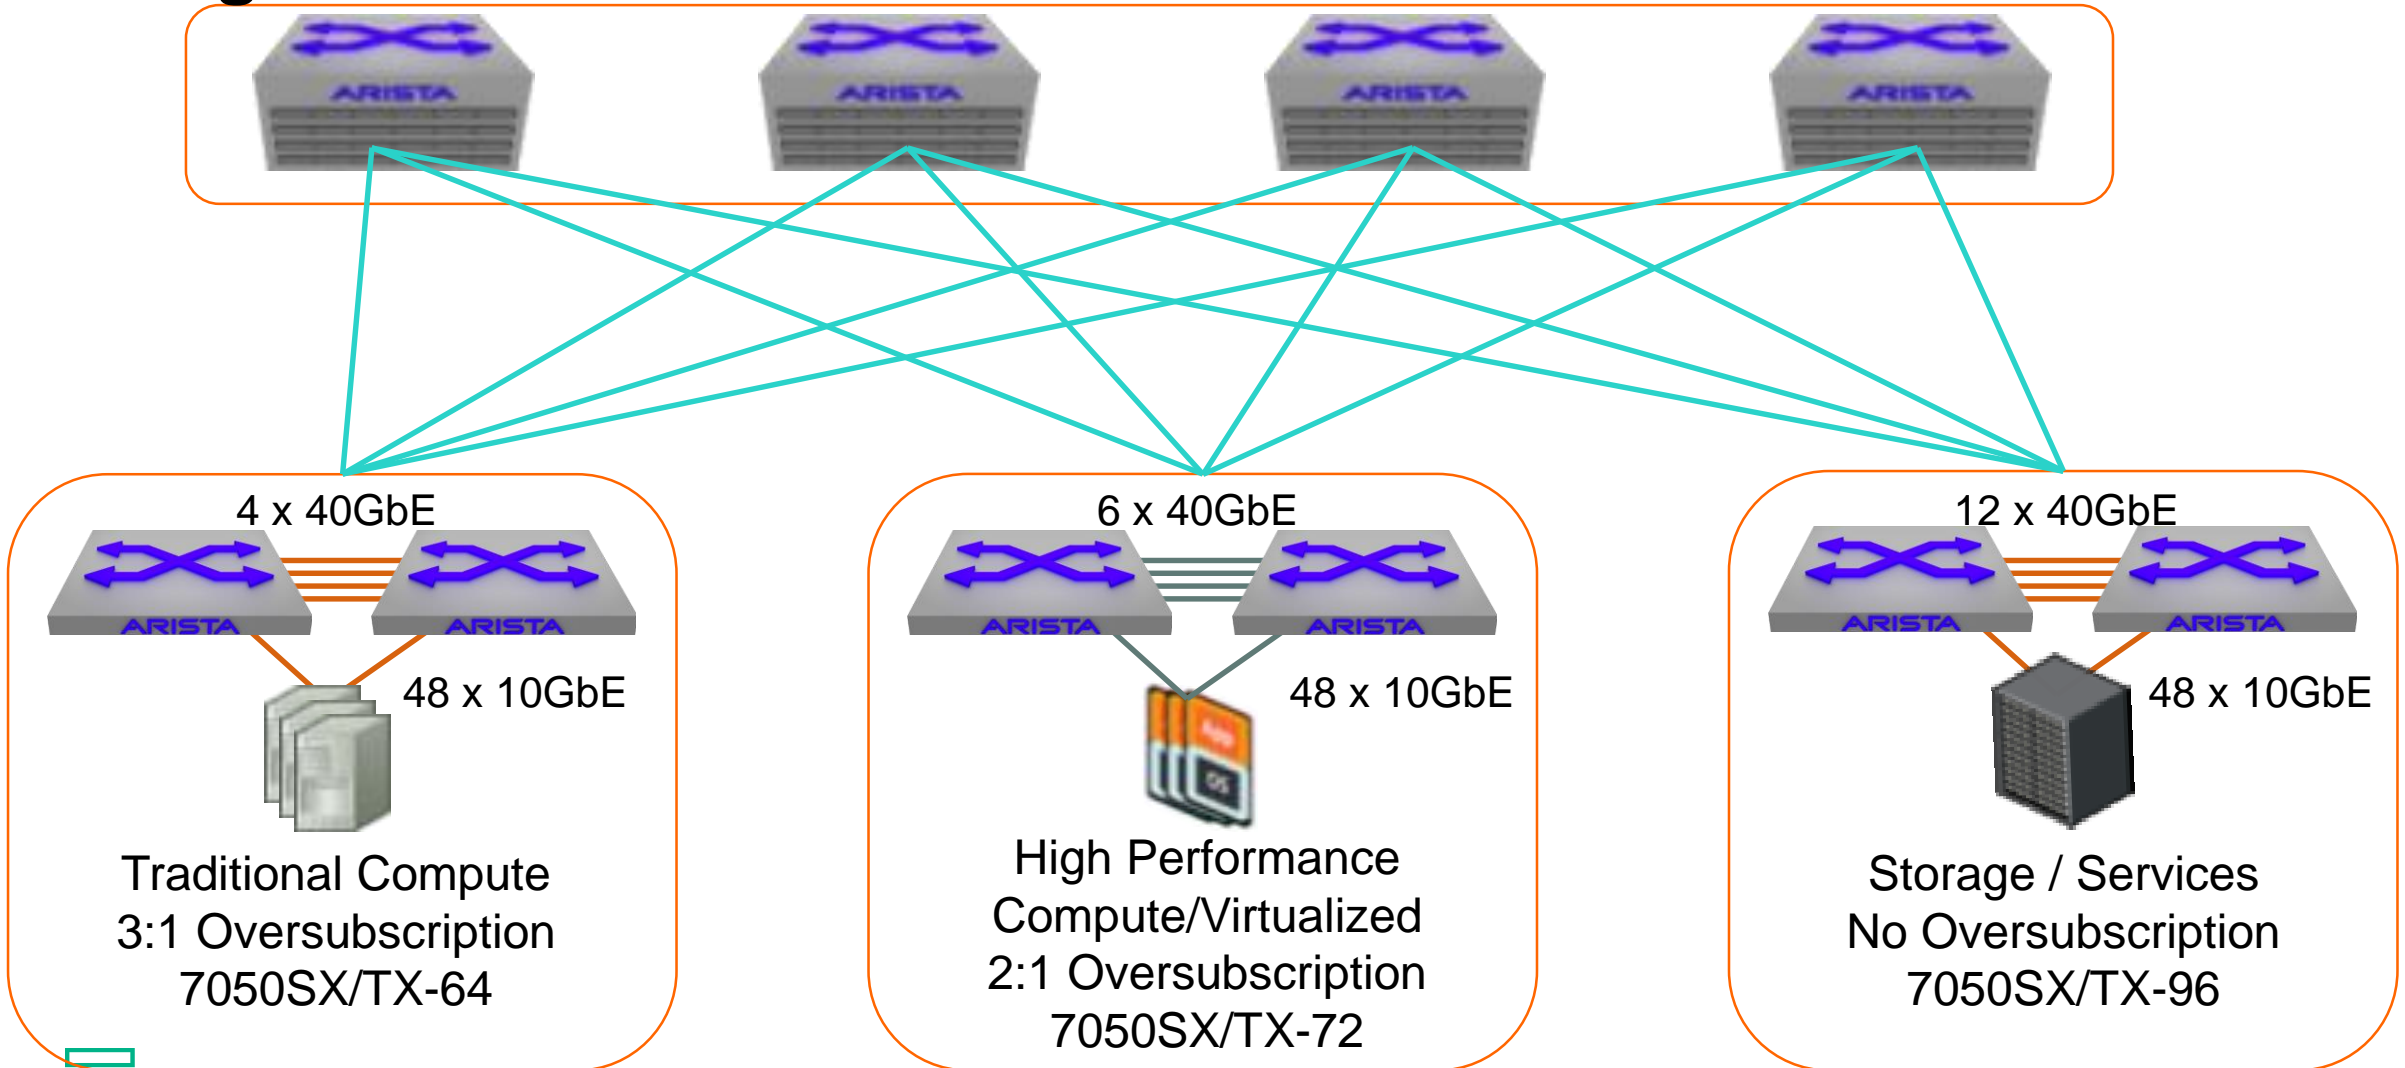 ARISTA
ARISTA
ARISTA
ARISTA
4 x 40GbE
ARISTA
ARISTA
48 x 10GbE
Traditional Compute
3:1 Oversubscription
7050SX/TX-64
6 x 40GbE
ARISTA
ARISTA
48 x 10GbE
App
OS
High Performance
Compute/Virtualized
2:1 Oversubscription
7050SX/TX-72
12 x 40GbE
ARISTA
ARISTA
48 x 10GbE
Storage / Services
No Oversubscription
7050SX/TX-96